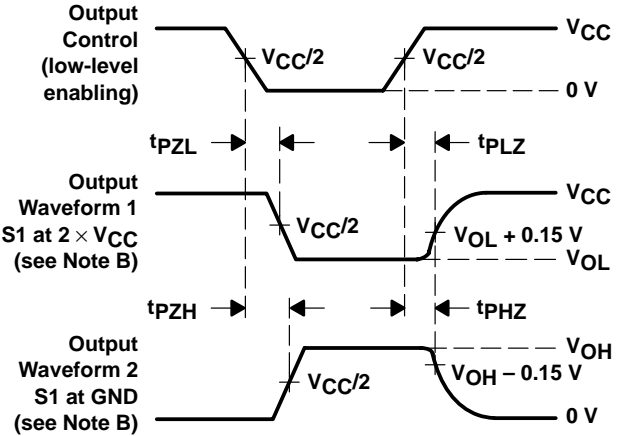 Output
Control
(low-level
enabling)
VCC/2
VCC/2
VCC
0 V
tPZL
tPLZ
Output
Waveform 1
S1 at 2 × VCC
(see Note B)
VCC/2
VCC
VOL + 0.15 V
VOL
tPZH
tPHZ
Output
Waveform 2
S1 at GND
(see Note B)
VCC/2
VOH
VOH – 0.15 V
0 V